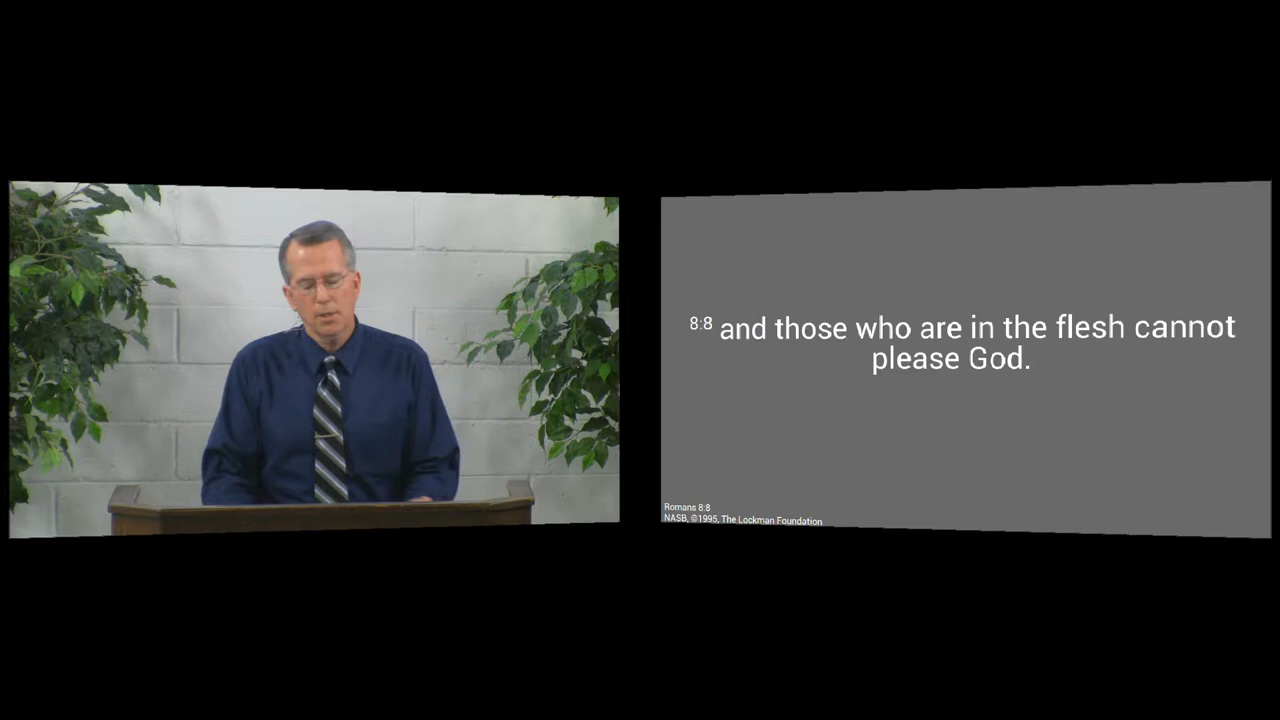 8:8 and those who are in the flesh cannot
please God.
Romans 8:8
NASB, ©1995, The Lockman Foundation